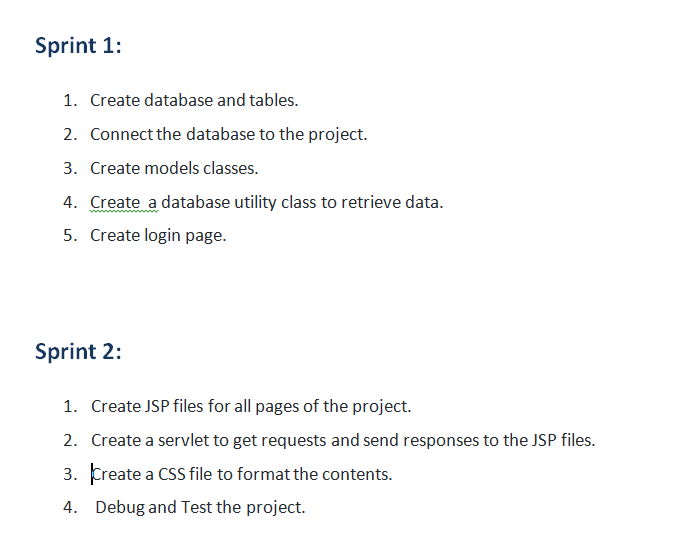 Sprint 1:
1. Create database and tables.
2. Connect the database to the project.
3. Create models classes.
4. Create a database utility class to retrieve data.
5. Create login page.
Sprint 2:
1. Create JSP files for all pages of the project.
2. Create a servlet to get requests and send responses to the JSP files.
3. Create a CSS file to format the contents.
4. Debug and Test the project.